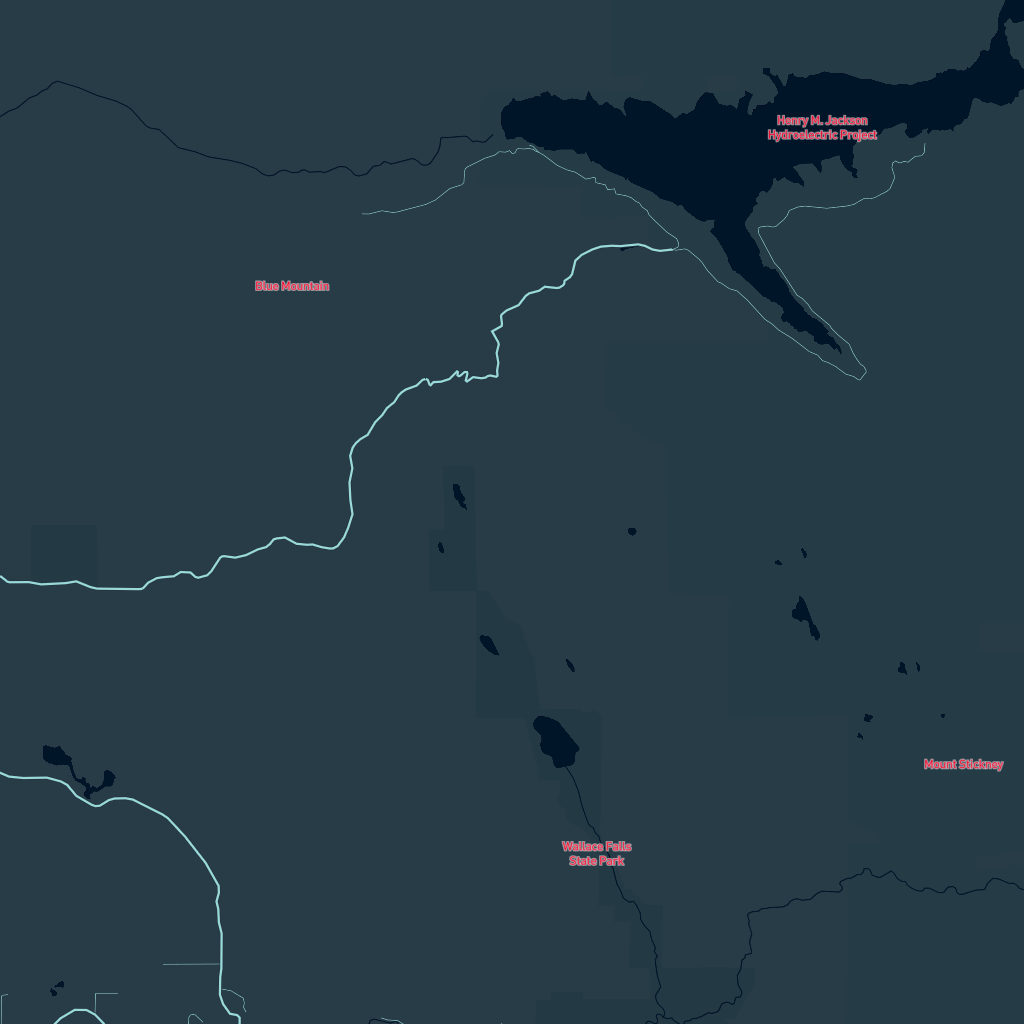 Henry M. Jackson
Hydroelectric Project
Blue Mountain
Mount Stickney
Wallace Falls
State Park